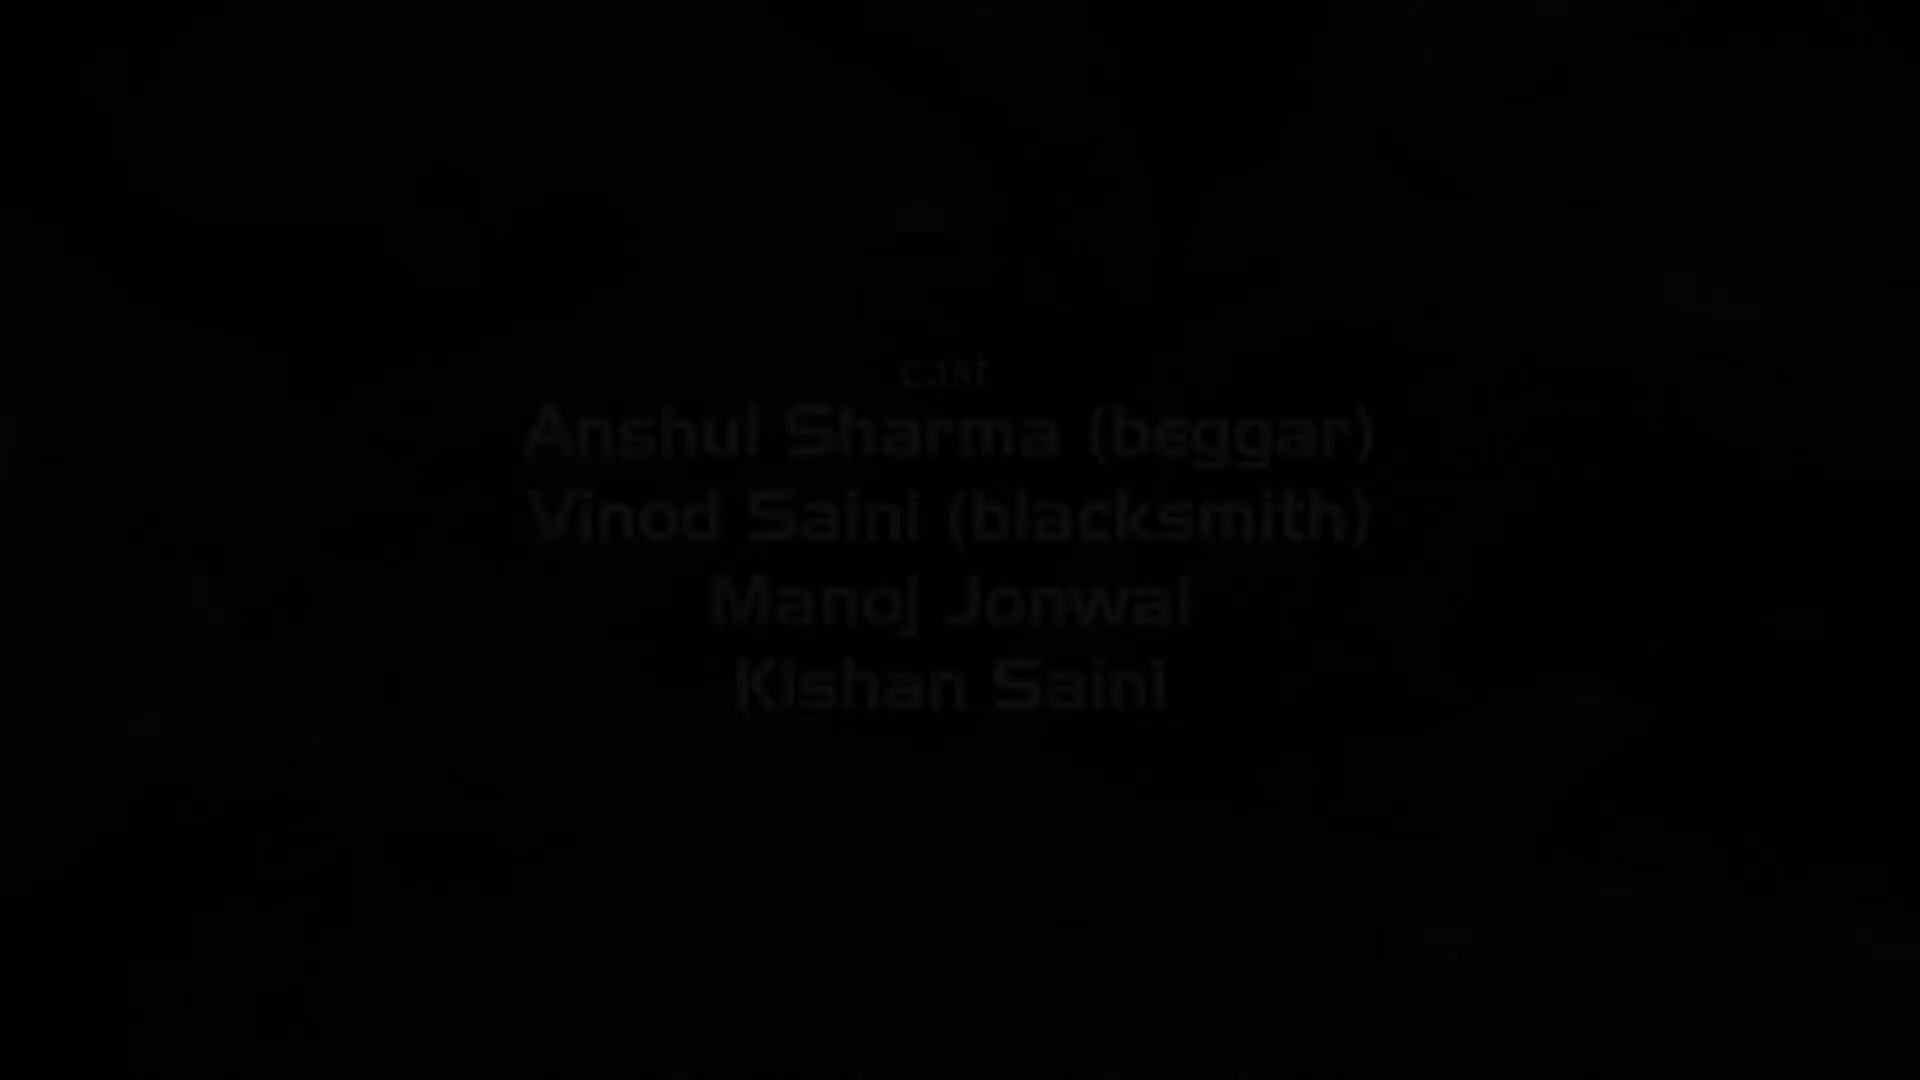 cast
Anshul Sharma (beggar)
Vinod Saini (blacksmith)
Manoj Jonwal
Kishan Saini